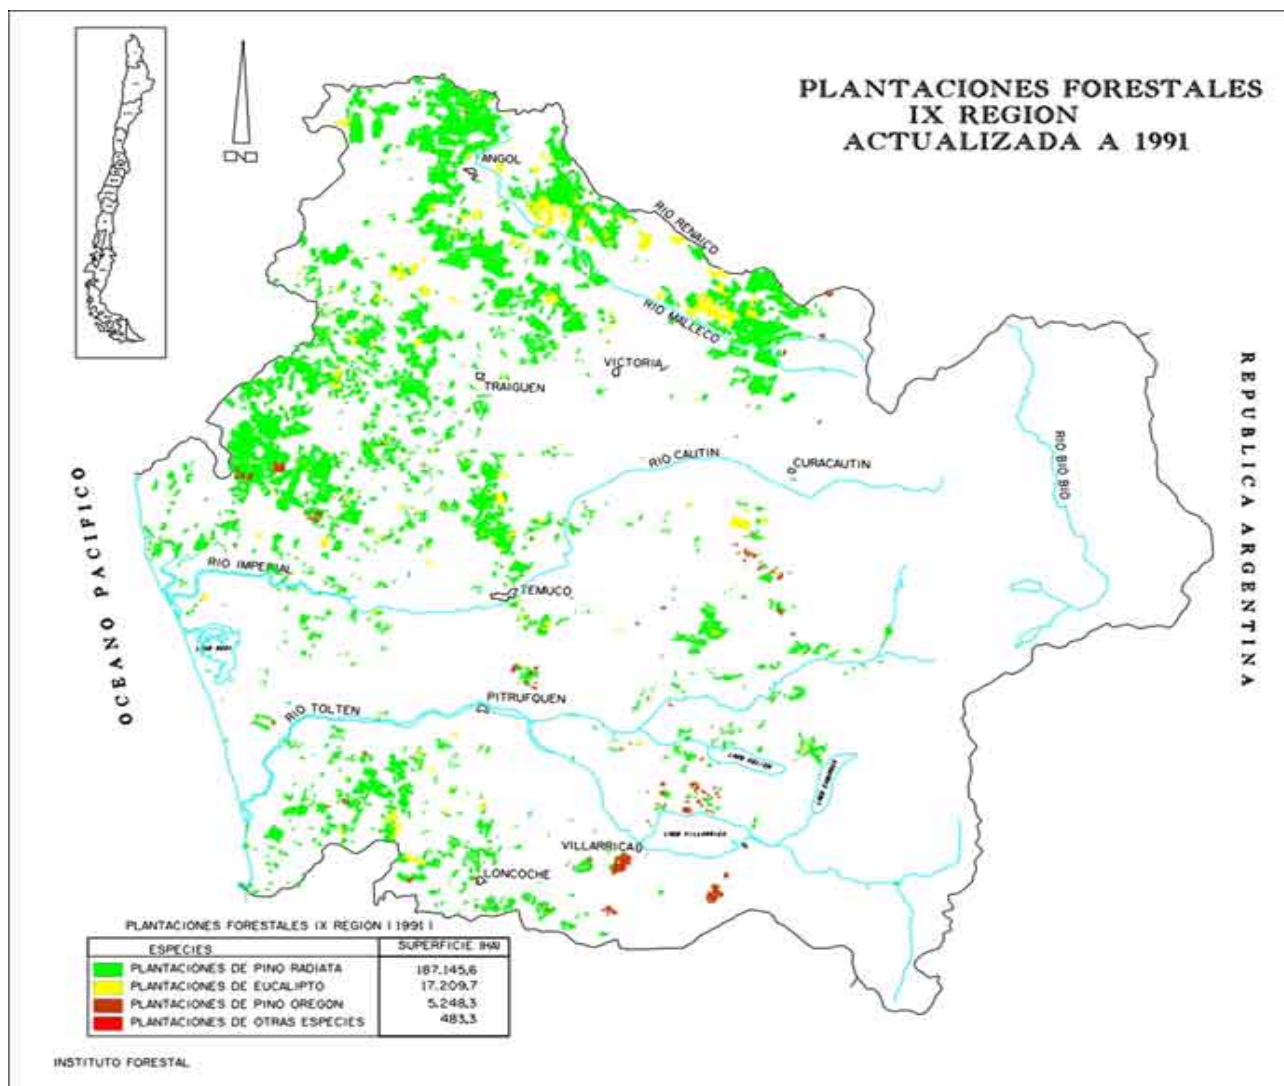 PLANTACIONES FORESTALES
IX REGION
ACTUALIZADA A 1991
N
ANGOL
RIO RENAICO
RIO MALLECO
VICTORIA
TRAIGUEN
RIO CAUTIN
CURACAUTIN
RIO BIO BIO
REPUBLICA ARGENTINA
OCEANO PACIFICO
RIO IMPERIAL
TEMUCO
PITRUFQUEN
RIO TOLTEN
LAGO VILLARRICA
VILLARRICA
LONCOCHE
PLANTACIONES FORESTALES IX REGION (1991)
ESPECIES SUPERFICIE (HA)
PLANTACIONES DE PINO RADIATA 187.145,6
PLANTACIONES DE EUCALIPTO 17.209,7
PLANTACIONES DE PINO OREGON 5.248,3
PLANTACIONES DE OTRAS ESPECIES 483,3
INSTITUTO FORESTAL